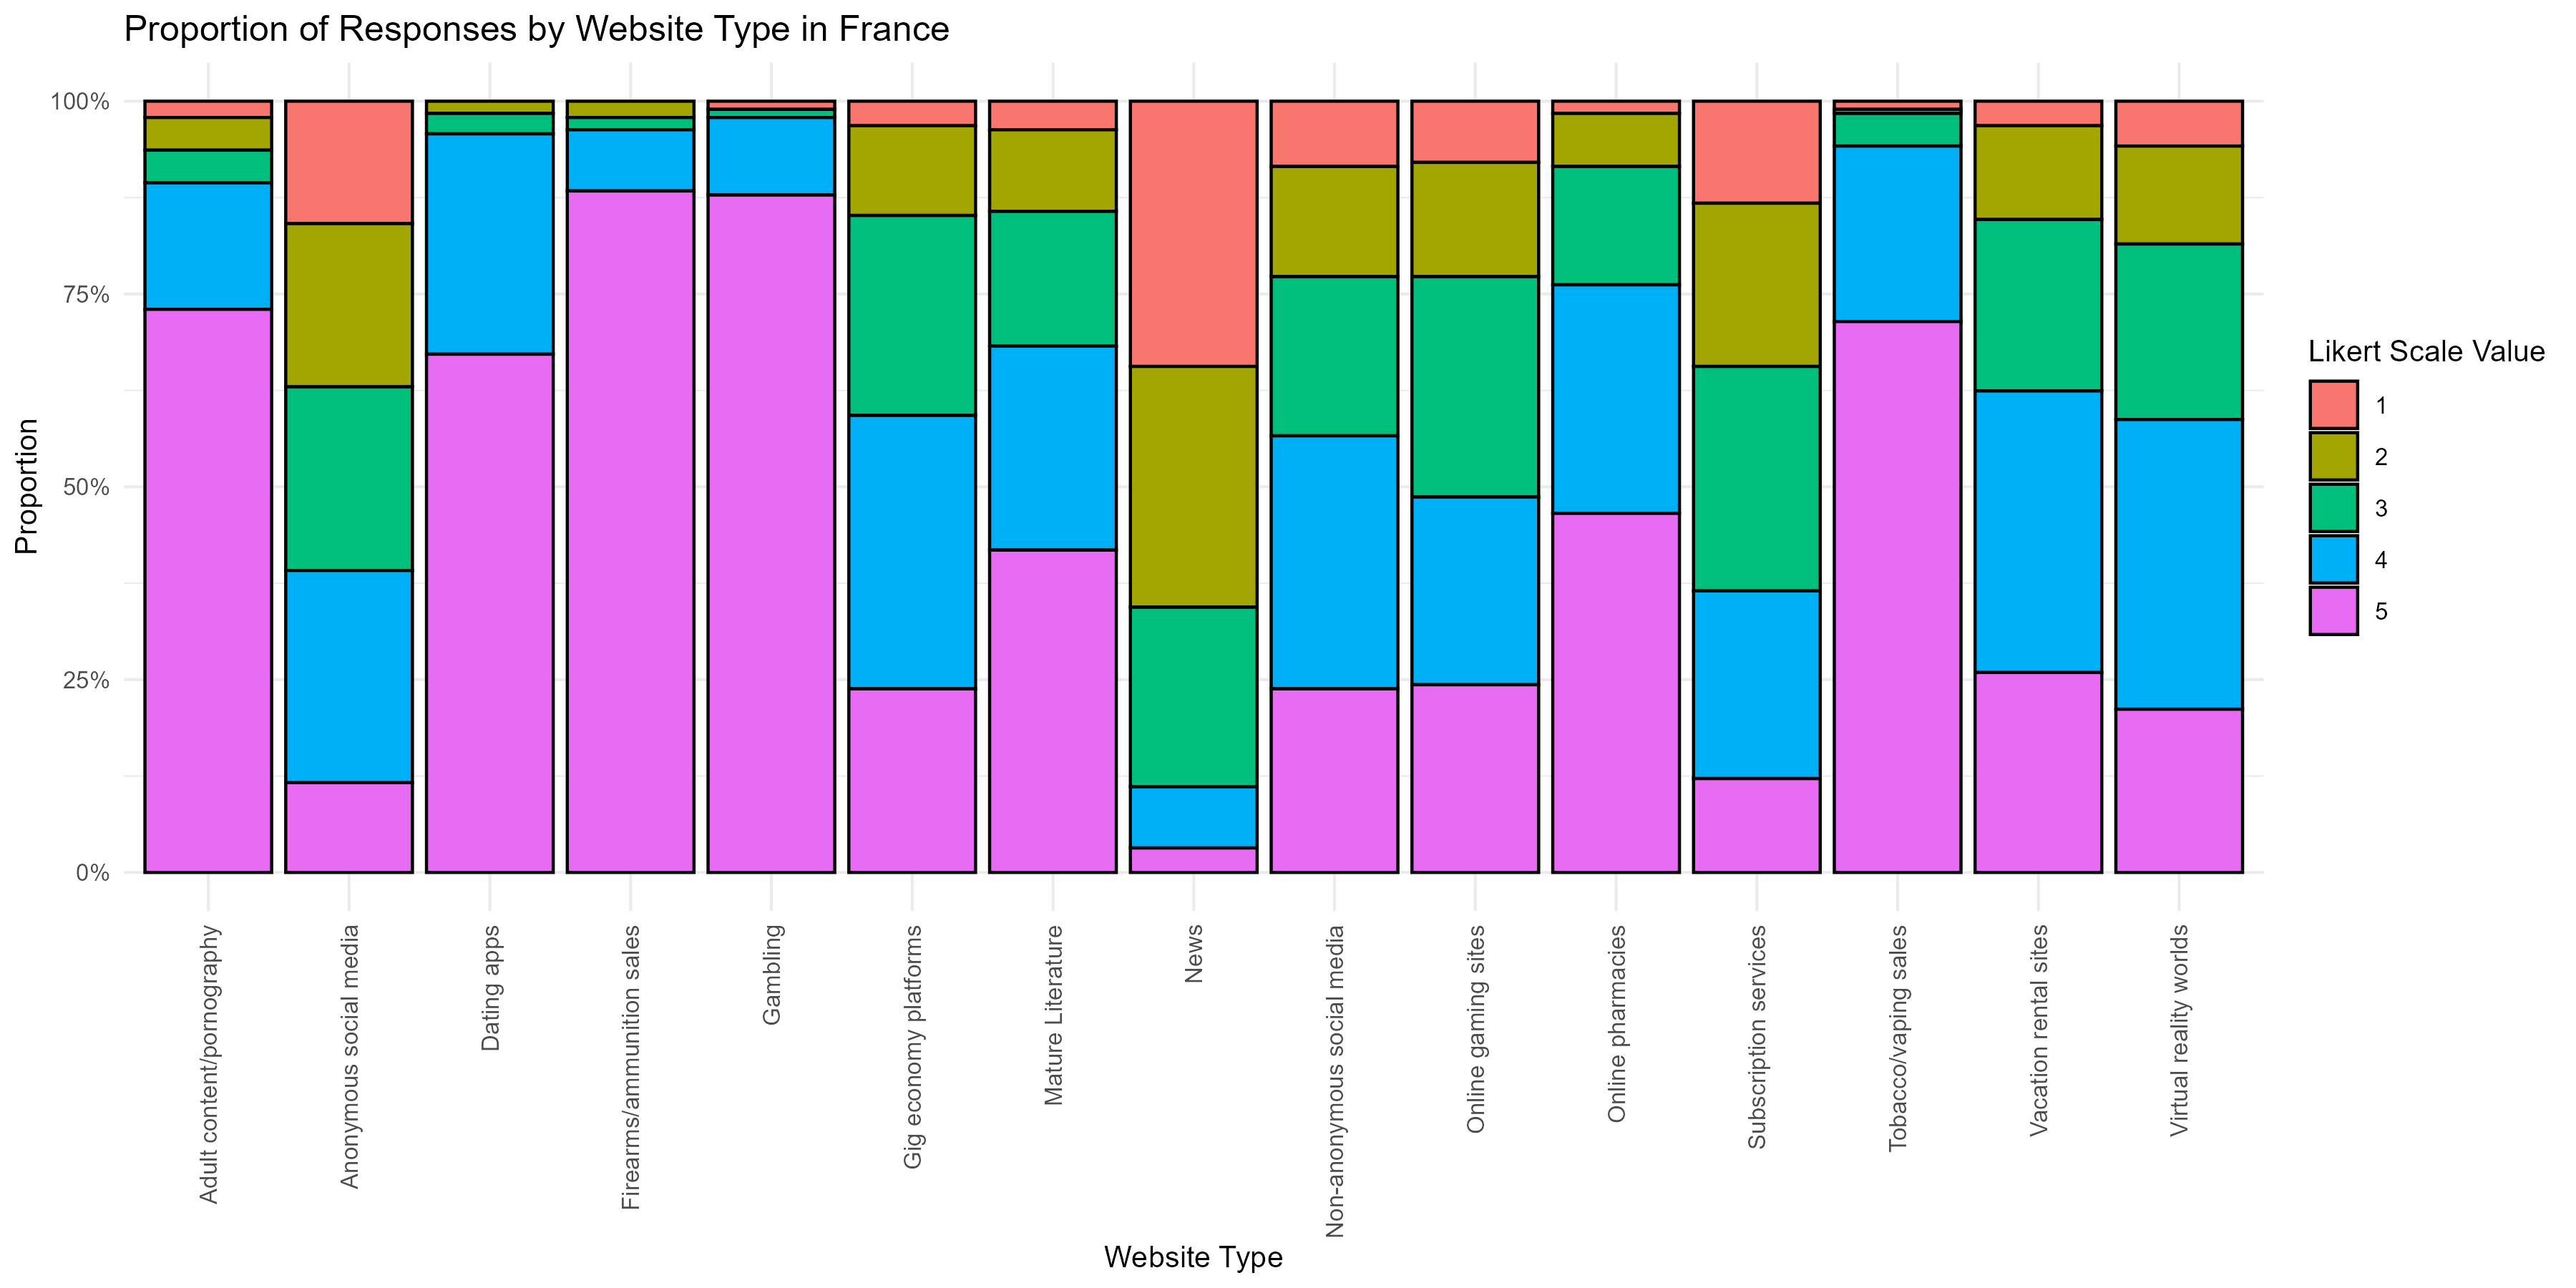 Proportion of Responses by Website Type in France
Proportion
100%
75%
50%
25%
0%
Adult content/pornography
Anonymous social media
Dating apps
Firearms/ammunition sales
Gambling
Gig economy platforms
Mature Literature
News
Non-anonymous social media
Online gaming sites
Online pharmacies
Subscription services
Tobacco/vaping sales
Vacation rental sites
Virtual reality worlds
Website Type
Likert Scale Value
1
2
3
4
5